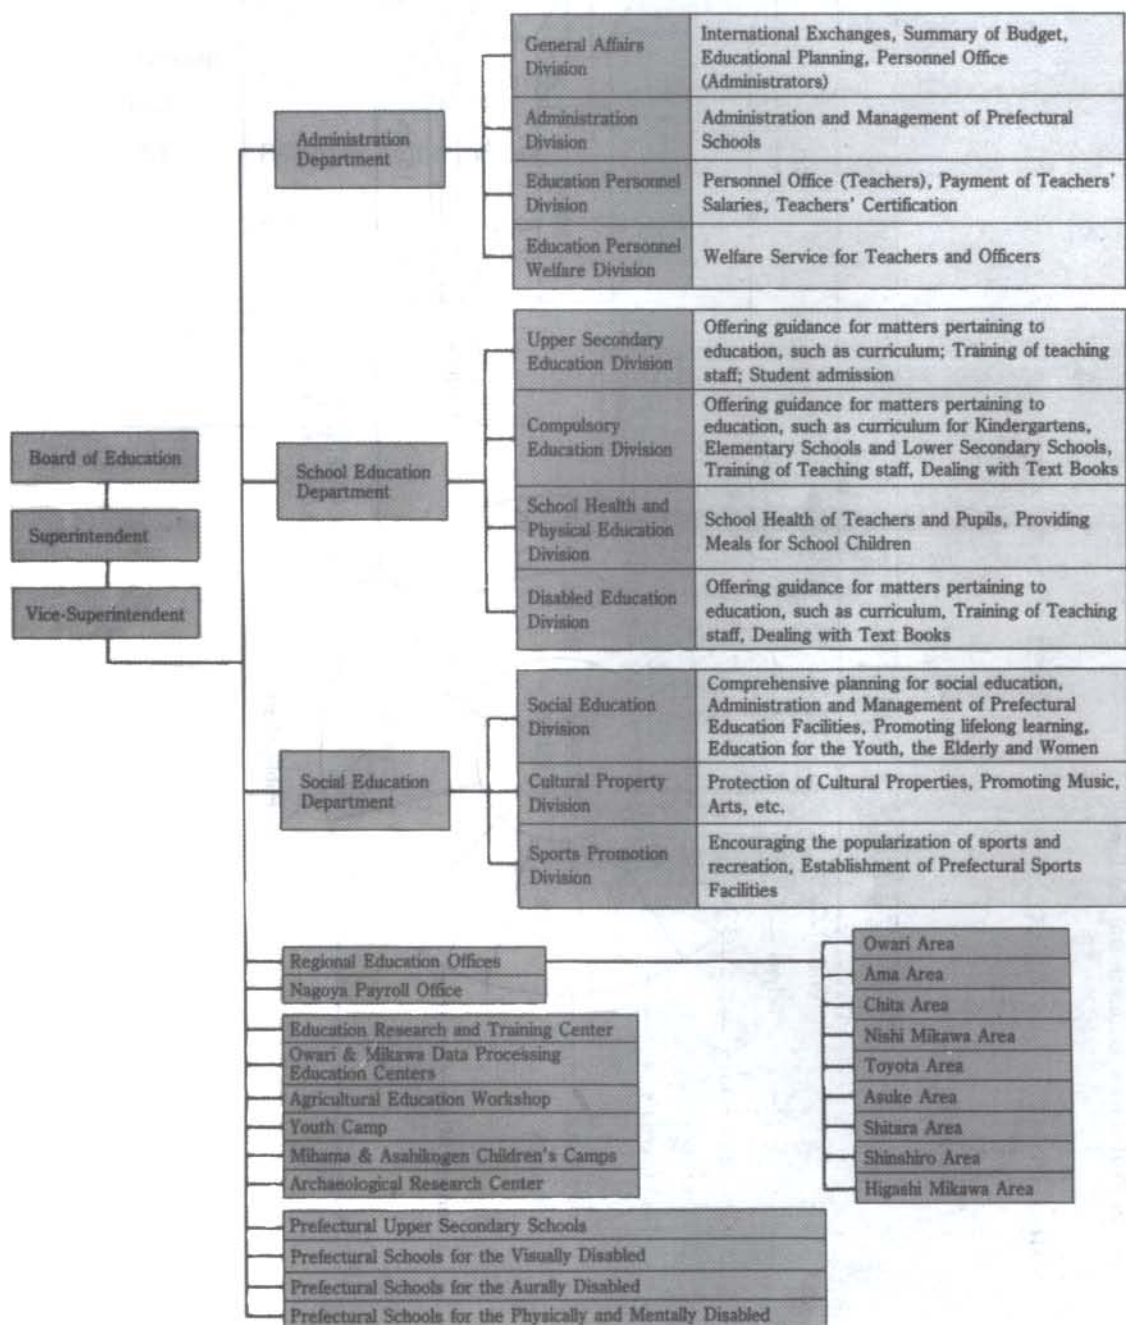 Board of Education
Superintendent
Vice-Superintendent
Administration
Department
General Affairs
Division
International Exchanges, Summary of Budget,
Educational Planning, Personnel Office
(Administrators)
Administration
Division
Administration and Management of Prefectural
Schools
Education Personnel
Division
Personnel Office (Teachers), Payment of Teachers'
Salaries, Teachers' Certification
Education Personnel
Welfare Division
Welfare Service for Teachers and Officers
School Education
Department
Upper Secondary
Education Division
Offering guidance for matters pertaining to
education, such as curriculum; Training of teaching
staff; Student admission
Compulsory
Education Division
Offering guidance for matters pertaining to
education, such as curriculum for Kindergartens,
Elementary Schools and Lower Secondary Schools,
Training of Teaching staff, Dealing with Text Books
School Health and
Physical Education
Division
School Health of Teachers and Pupils, Providing
Meals for School Children
Disabled Education
Division
Offering guidance for matters pertaining to
education, such as curriculum, Training of Teaching
staff, Dealing with Text Books
Social Education
Department
Social Education
Division
Comprehensive planning for social education,
Administration and Management of Prefectural
Education Facilities, Promoting lifelong learning,
Education for the Youth, the Elderly and Women
Cultural Property
Division
Protection of Cultural Properties, Promoting Music,
Arts, etc.
Sports Promotion
Division
Encouraging the popularization of sports and
recreation, Establishment of Prefectural Sports
Facilities
Regional Education Offices
Nagoya Payroll Office
Owari Area
Ama Area
Chita Area
Nishi Mikawa Area
Toyota Area
Asuke Area
Shitara Area
Shinshiro Area
Higashi Mikawa Area
Education Research and Training Center
Owari & Mikawa Data Processing
Education Centers
Agricultural Education Workshop
Youth Camp
Mihama & Asahikogen Children's Camps
Archaeological Research Center
Prefectural Upper Secondary Schools
Prefectural Schools for the Visually Disabled
Prefectural Schools for the Aurally Disabled
Prefectural Schools for the Physically and Mentally Disabled